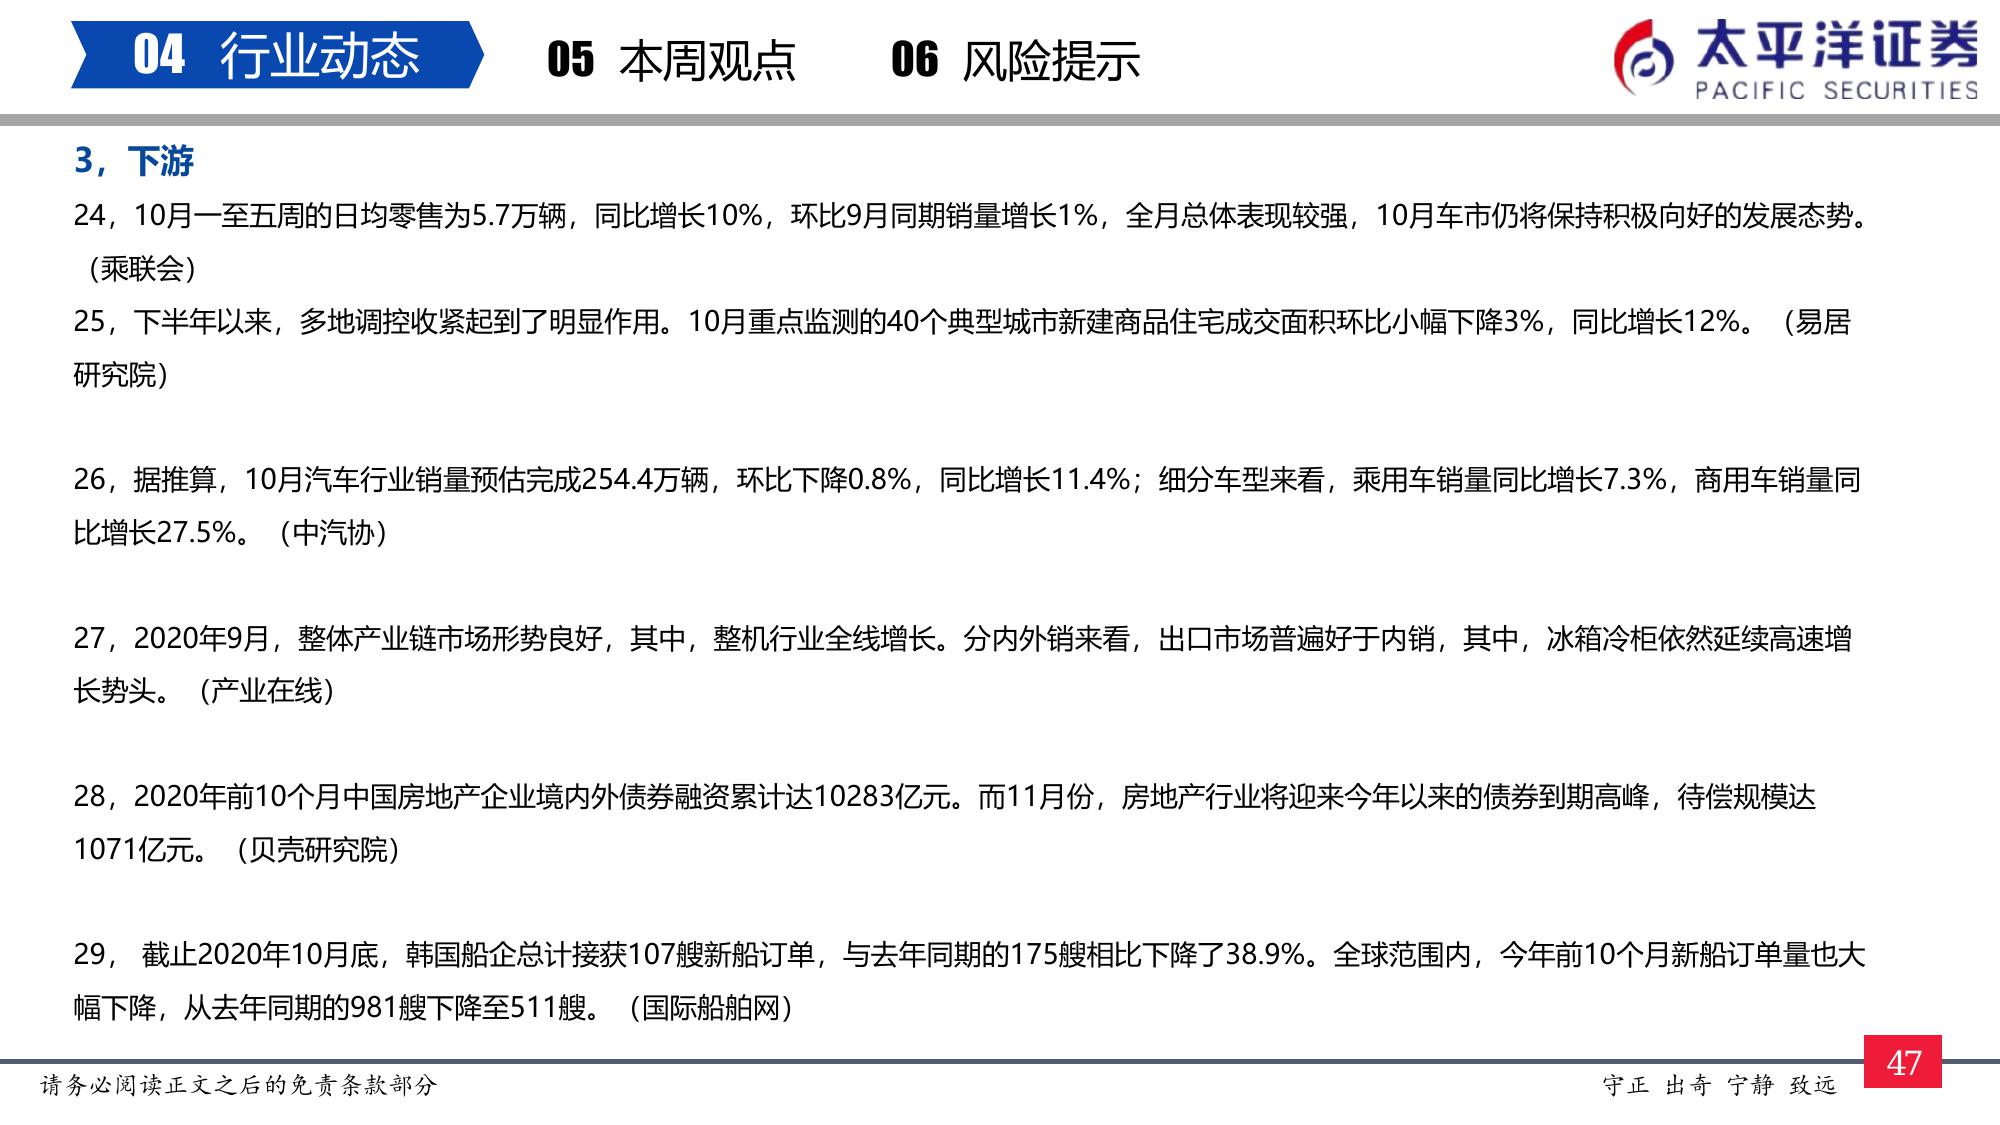 04 行业动态 05 本周观点 06 风险提示
太平洋证券
PACIFIC SECURITIES
3，下游
24，10月一至五周的日均零售为5.7万辆，同比增长10%，环比9月同期销量增长1%，全月总体表现较强，10月车市仍将保持积极向好的发展态势。
（乘联会）
25，下半年以来，多地调控收紧起到了明显作用。10月重点监测的40个典型城市新建商品住宅成交面积环比小幅下降3%，同比增长12%。（易居
研究院）
26，据推算，10月汽车行业销量预估完成254.4万辆，环比下降0.8%，同比增长11.4%；细分车型来看，乘用车销量同比增长7.3%，商用车销量同
比增长27.5%。（中汽协）
27，2020年9月，整体产业链市场形势良好，其中，整机行业全线增长。分内外销来看，出口市场普遍好于内销，其中，冰箱冷柜依然延续高速增
长势头。（产业在线）
28，2020年前10个月中国房地产企业境内外债券融资累计达10283亿元。而11月份，房地产行业将迎来今年以来的债券到期高峰，待偿规模达
1071亿元。（贝壳研究院）
29， 截止2020年10月底，韩国船企总计接获107艘新船订单，与去年同期的175艘相比下降了38.9%。全球范围内，今年前10个月新船订单量也大
幅下降，从去年同期的981艘下降至511艘。（国际船舶网）
请务必阅读正文之后的免责条款部分
守正 出奇 宁静 致远
47